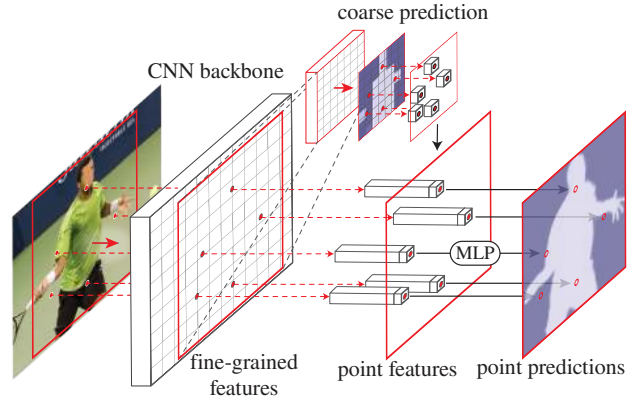 coarse prediction
CNN backbone
MLP
fine-grained
features
point features
point predictions